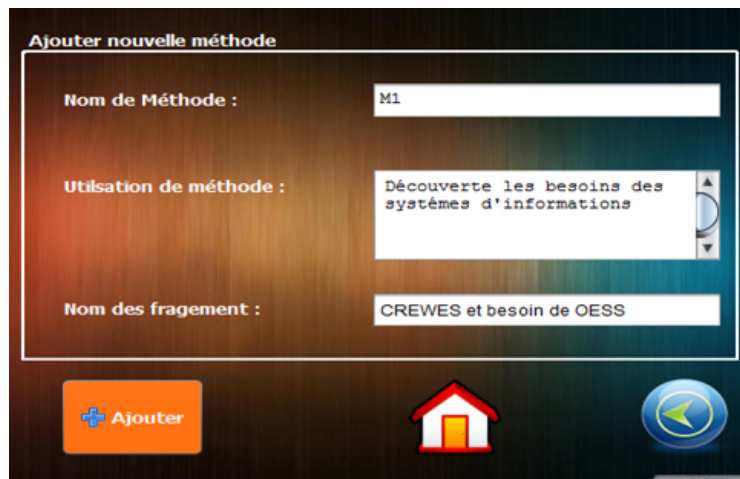 Ajouter nouvelle méthode
Nom de Méthode :
M1
Utilsation de méthode :
Découverte les besoins des
systémes d'informations
Nom des fragement :
CREWES et besoin de OESS
Ajouter